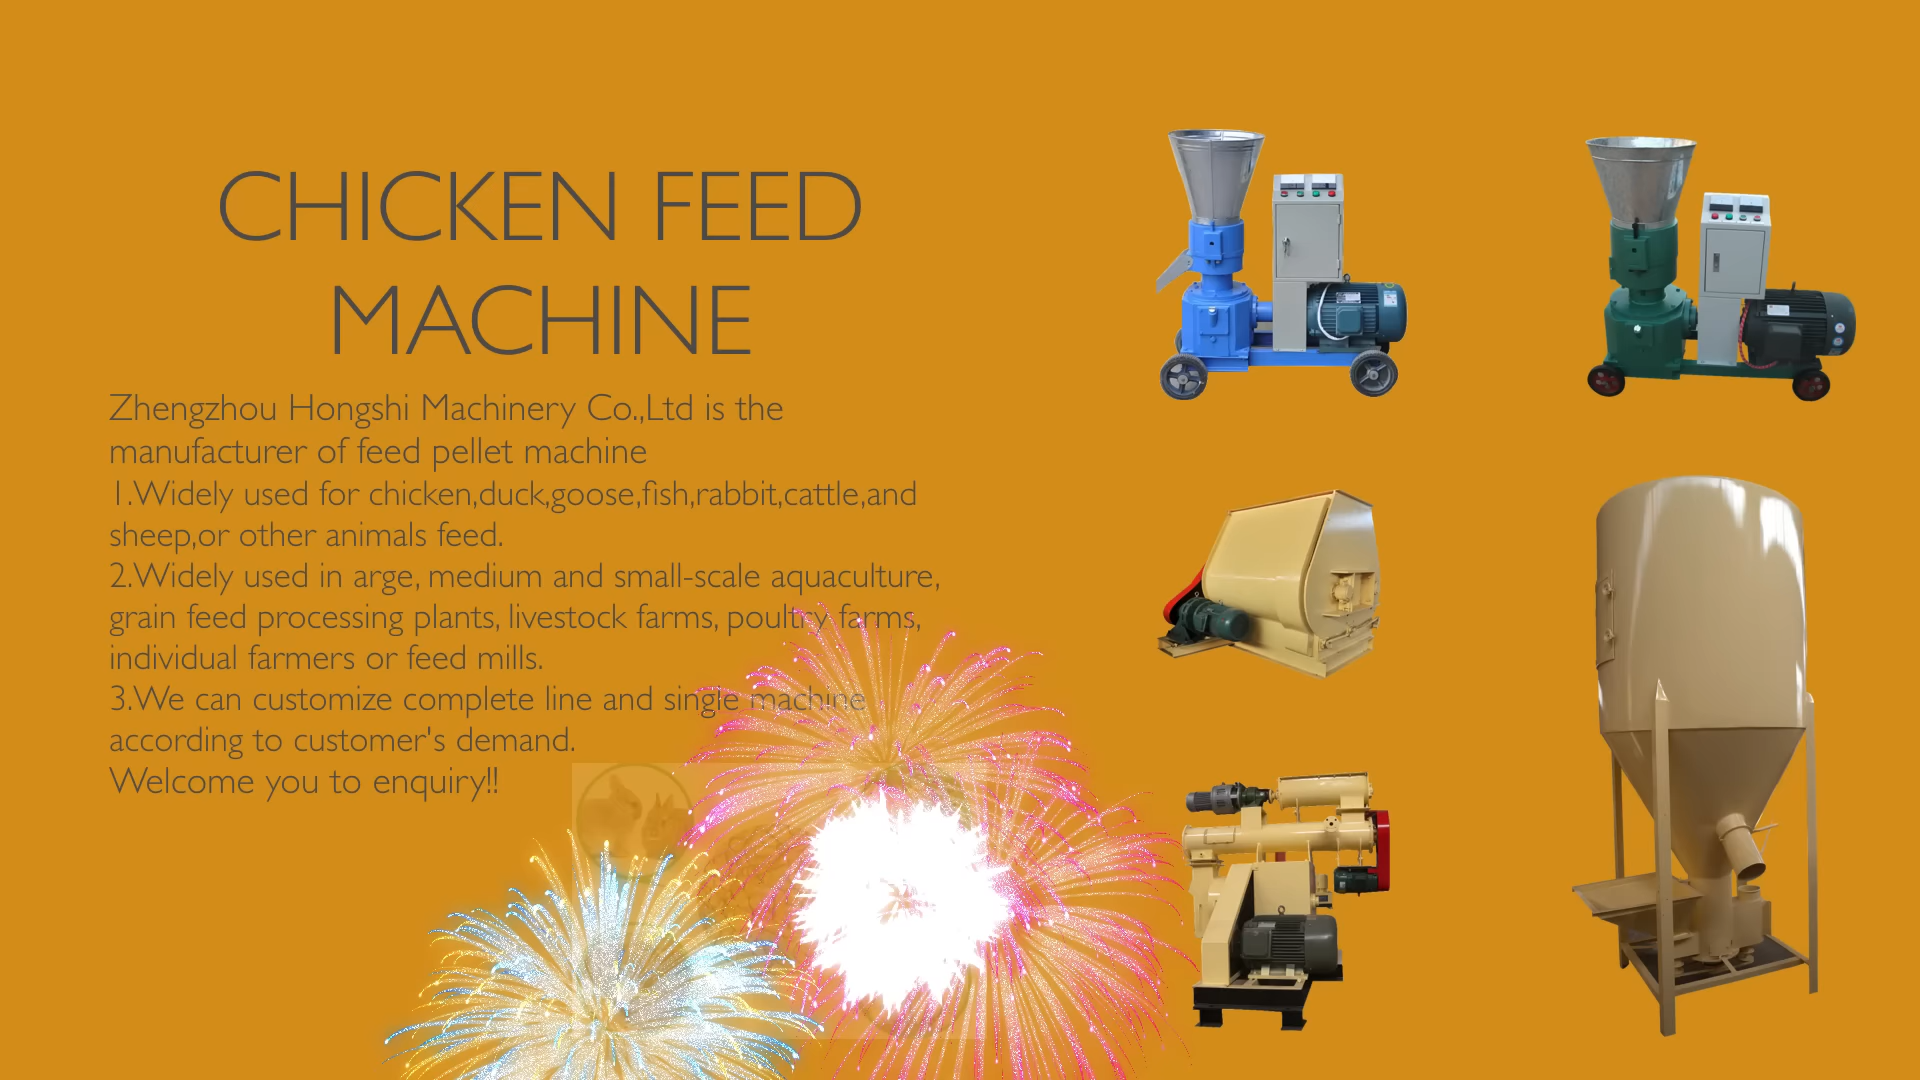 CHICKEN FEED
MACHINE
Zhengzhou Hongshi Machinery Co.,Ltd is the
manufacturer of feed pellet machine
1.Widely used for chicken,duck,goose,fish,rabbit,cattle,and
sheep,or other animals feed.
2.Widely used in arge, medium and small-scale aquaculture,
grain feed processing plants, livestock farms, poultry farms,
individual farmers or feed mills.
3.We can customize complete line and single machine
according to customer's demand.
Welcome you to enquiry!!